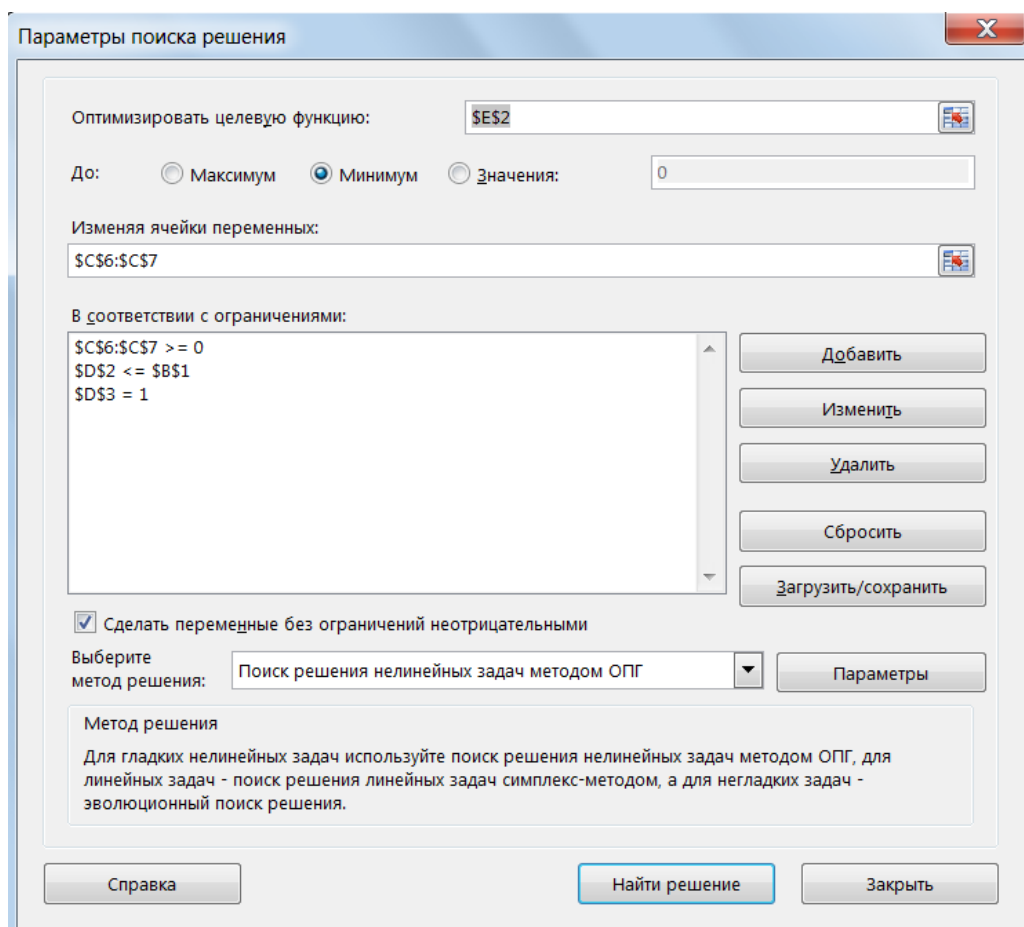 Параметры поиска решения
Оптимизировать целевую функцию: $E$2
До: Максимум Минимум Значения: 0
Изменяя ячейки переменных:
$C$6:$C$7
В соответствии с ограничениями:
$C$6:$C$7 >= 0
$D$2 <= $B$1
$D$3 = 1
Добавить
Изменить
Удалить
Сбросить
Загрузить/сохранить
Сделать переменные без ограничений неотрицательными
Выберите
метод решения:
Поиск решения нелинейных задач методом ОПГ
Параметры
Метод решения
Для гладких нелинейных задач используйте поиск решения нелинейных задач методом ОПГ, для
линейных задач - поиск решения линейных задач симплекс-методом, а для негладких задач -
эволюционный поиск решения.
Справка
Найти решение
Закрыть